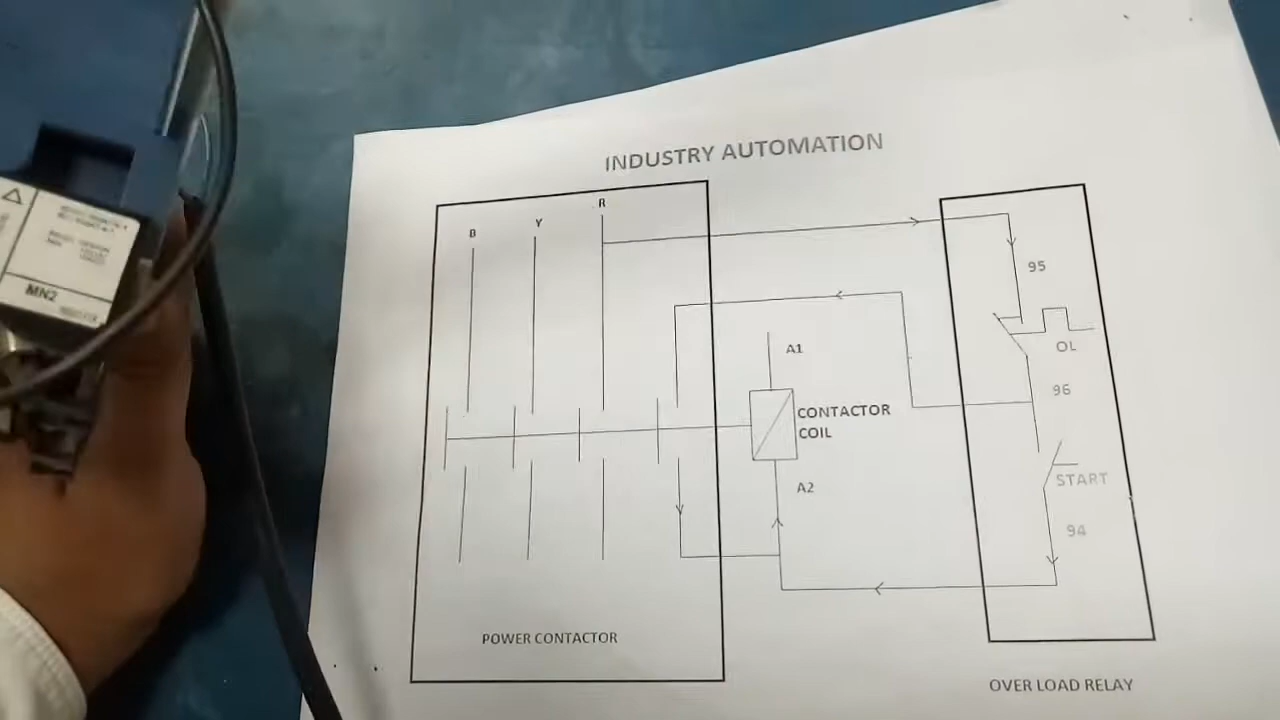 INDUSTRY AUTOMATION
B
Y
R
95
OL
96
A1
CONTACTOR
COIL
A2
START
94
POWER CONTACTOR
OVER LOAD RELAY
MN2